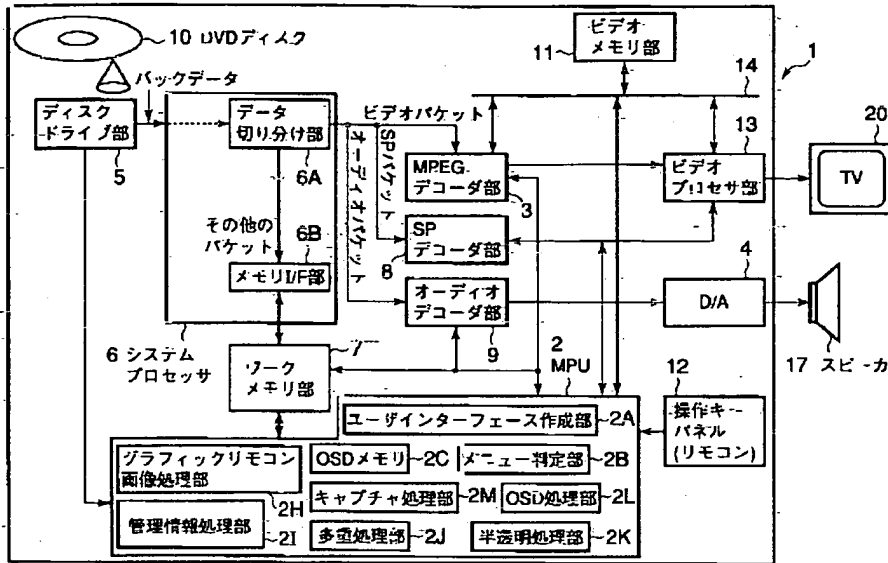 10 DVDディスク
パックデータ
ディスク
ドライブ部
5
データ
切り分け部
6A
その他の
パケット
6B
メモリI/F部
6 システム
プロセッサ
ビデオパケット
SPパケット
オーディオパケット
MPEG
デコーダ部
3
SP
デコーダ部
8
オーディオ
デコーダ部
9
ビデオ
メモリ部
11
14
1
13
ビデオ
プロセサ部
20
TV
4
D/A
17 スピーカ
7
ワーク
メモリ部
2
MPU
12
操作キー
パネル
(リモコン)
ユーザインターフェース作成部
2A
グラフィックリモコン
画像処理部
2H
OSDメモリ
2C
メニュー判定部
2B
キャプチャ処理部
2M
OSD処理部
2L
管理情報処理部
2I
多重処理部
2J
半透明処理部
2K